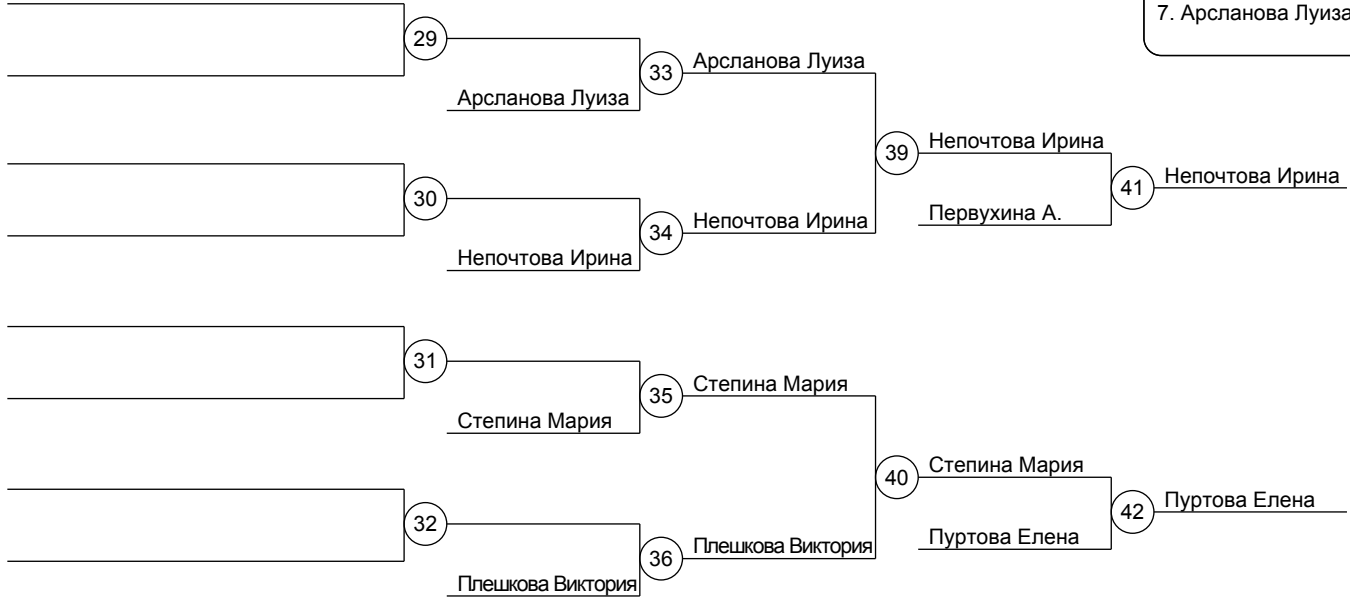 7. Арсланова Луиза
29
33
Арсланова Луиза
Арсланова Луиза
39
Непочтова Ирина
41
Непочтова Ирина
30
34
Непочтова Ирина
Первухина А.
Непочтова Ирина
31
35
Степина Мария
Степина Мария
40
Степина Мария
42
Пуртова Елена
32
36
Плешкова Виктория
Пуртова Елена
Плешкова Виктория